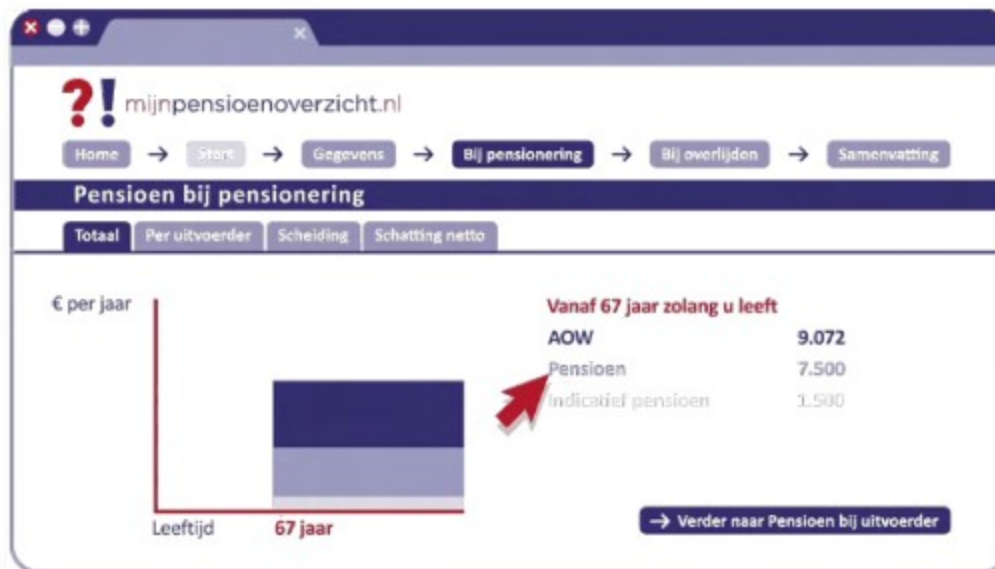 ?! mijnpensioenoverzicht.nl
Home → Start → Gegevens → Bij pensionering → Bij overlijden → Samenvatting
Pensioen bij pensionering
Totaal Per uitvoerder Scheiding Schatting netto
€ per jaar
Vanaf 67 jaar zolang u leeft
AOW 9.072
Pensioen 7.500
Indicatief pensioen 1.500
Leeftijd 67 jaar
→ Verder naar Pensioen bij uitvoerder